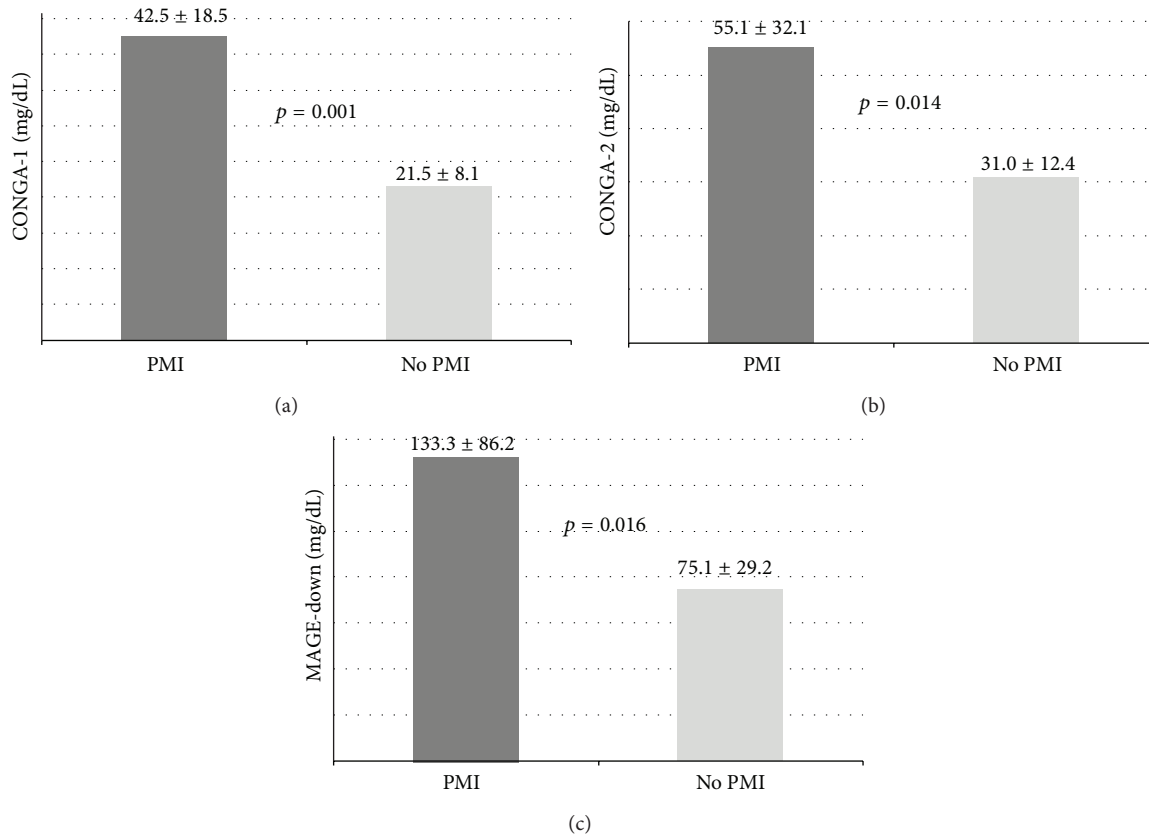 CONGA-1 (mg/dL)
42.5 ± 18.5
p = 0.001
21.5 ± 8.1
PMI
No PMI
(a)
CONGA-2 (mg/dL)
55.1 ± 32.1
p = 0.014
31.0 ± 12.4
PMI
No PMI
(b)
MAGE-down (mg/dL)
133.3 ± 86.2
p = 0.016
75.1 ± 29.2
PMI
No PMI
(c)